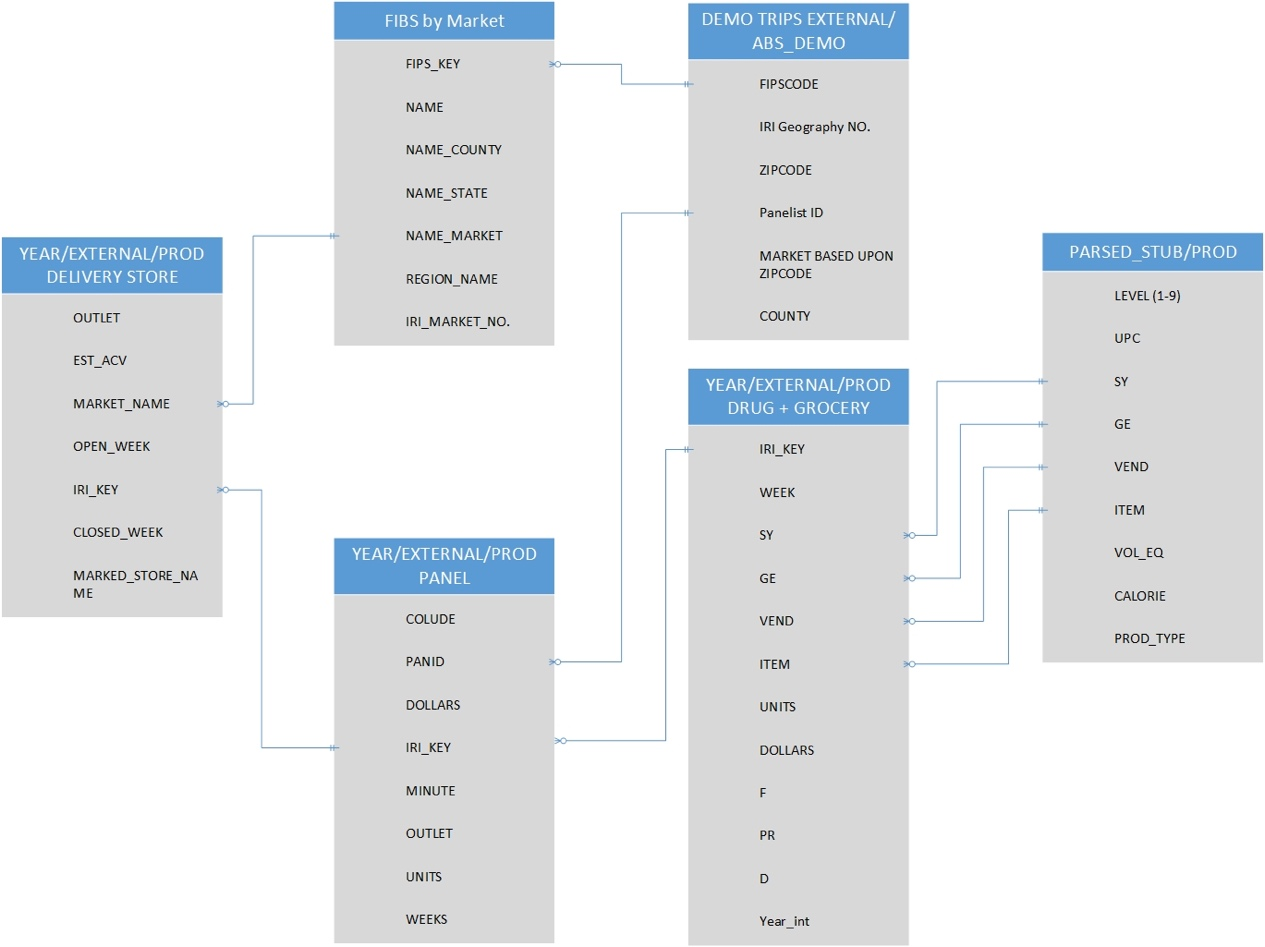 FIBS by Market
FIPS_KEY
NAME
NAME_COUNTY
NAME_STATE
NAME_MARKET
REGION_NAME
IRI_MARKET_NO.
DEMO TRIPS EXTERNAL/
ABS_DEMO
FIPSCODE
IRI Geography NO.
ZIPCODE
Panelist ID
MARKET BASED UPON
ZIPCODE
COUNTY
YEAR/EXTERNAL/PROD
DELIVERY STORE
OUTLET
EST_ACV
MARKET_NAME
OPEN_WEEK
IRI_KEY
CLOSED_WEEK
MARKED_STORE_NA
ME
PARSED_STUB/PROD
LEVEL (1-9)
UPC
SY
GE
VEND
ITEM
VOL_EQ
CALORIE
PROD_TYPE
YEAR/EXTERNAL/PROD
DRUG + GROCERY
IRI_KEY
WEEK
SY
GE
VEND
ITEM
UNITS
DOLLARS
F
PR
D
Year_int
YEAR/EXTERNAL/PROD
PANEL
COLUDE
PANID
DOLLARS
IRI_KEY
MINUTE
OUTLET
UNITS
WEEKS